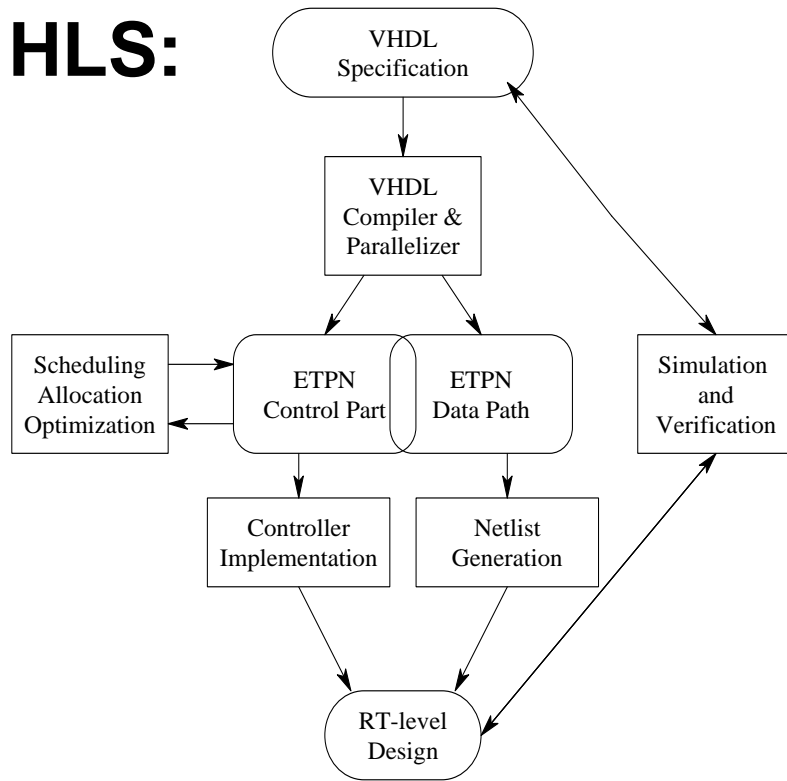 HLS:
VHDL
Specification
VHDL
Compiler &
Parallelizer
Scheduling
Allocation
Optimization
ETPN
Control Part
ETPN
Data Path
Simulation
and
Verification
Controller
Implementation
Netlist
Generation
RT-level
Design